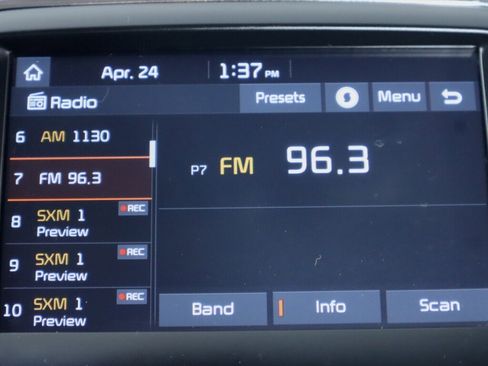 Apr. 24 1:37 PM
Radio Presets Menu
6 AM 1130
7 FM 96.3
8 SXM 1 REC
Preview
9 SXM 1 REC
Preview
10 SXM 1 REC
Preview
P7 FM 96.3
Band Info Scan